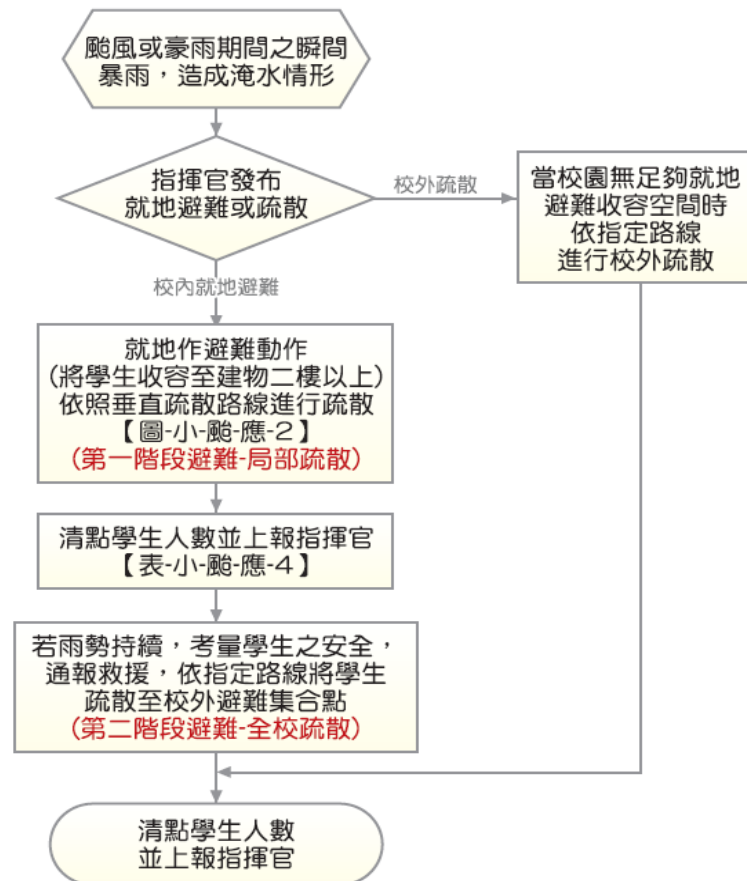 颱風或豪雨期間之瞬間
暴雨，造成淹水情形
指揮官發布
就地避難或疏散
校外疏散
當校園無足夠就地
避難收容空間時
依指定路線
進行校外疏散
校內就地避難
就地作避難動作
(將學生收容至建物二樓以上)
依照垂直疏散路線進行疏散
【圖-小-颱-應-2】
(第一階段避難-局部疏散)
清點學生人數並上報指揮官
【表-小-颱-應-4】
若雨勢持續，考量學生之安全，
通報救援，依指定路線將學生
疏散至校外避難集合點
(第二階段避難-全校疏散)
清點學生人數
並上報指揮官